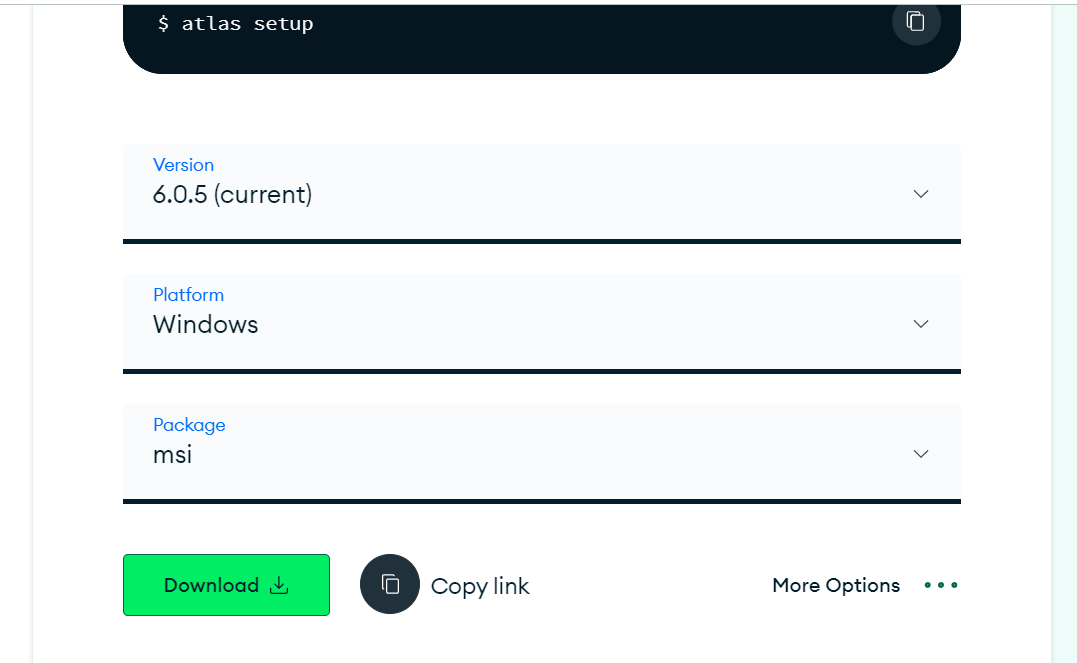 $ atlas setup
Version
6.0.5 (current)
Platform
Windows
Package
msi
Download
Copy link
More Options